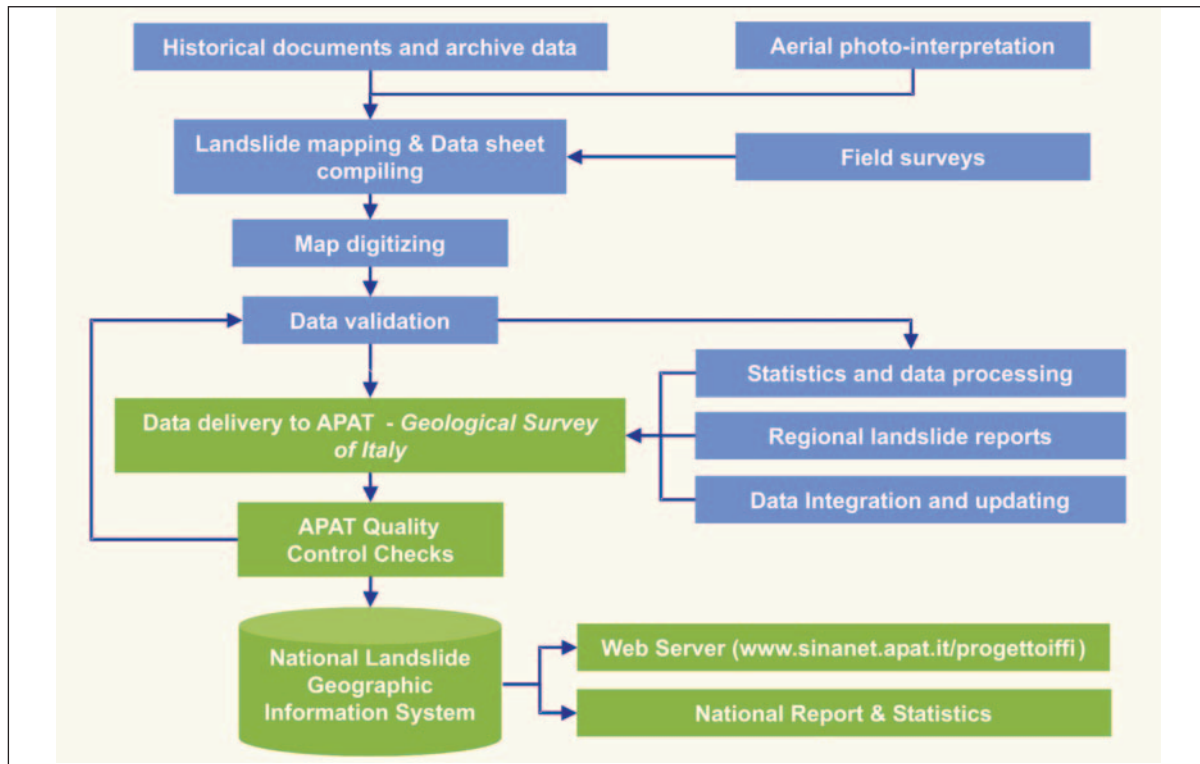 Historical documents and archive data
Aerial photo-interpretation
Landslide mapping & Data sheet
compiling
Field surveys
Map digitizing
Data validation
Statistics and data processing
Data delivery to APAT - Geological Survey
of Italy
Regional landslide reports
Data Integration and updating
APAT Quality
Control Checks
National Landslide
Geographic
Information System
Web Server (www.sinanet.apat.it/progettoiffi)
National Report & Statistics